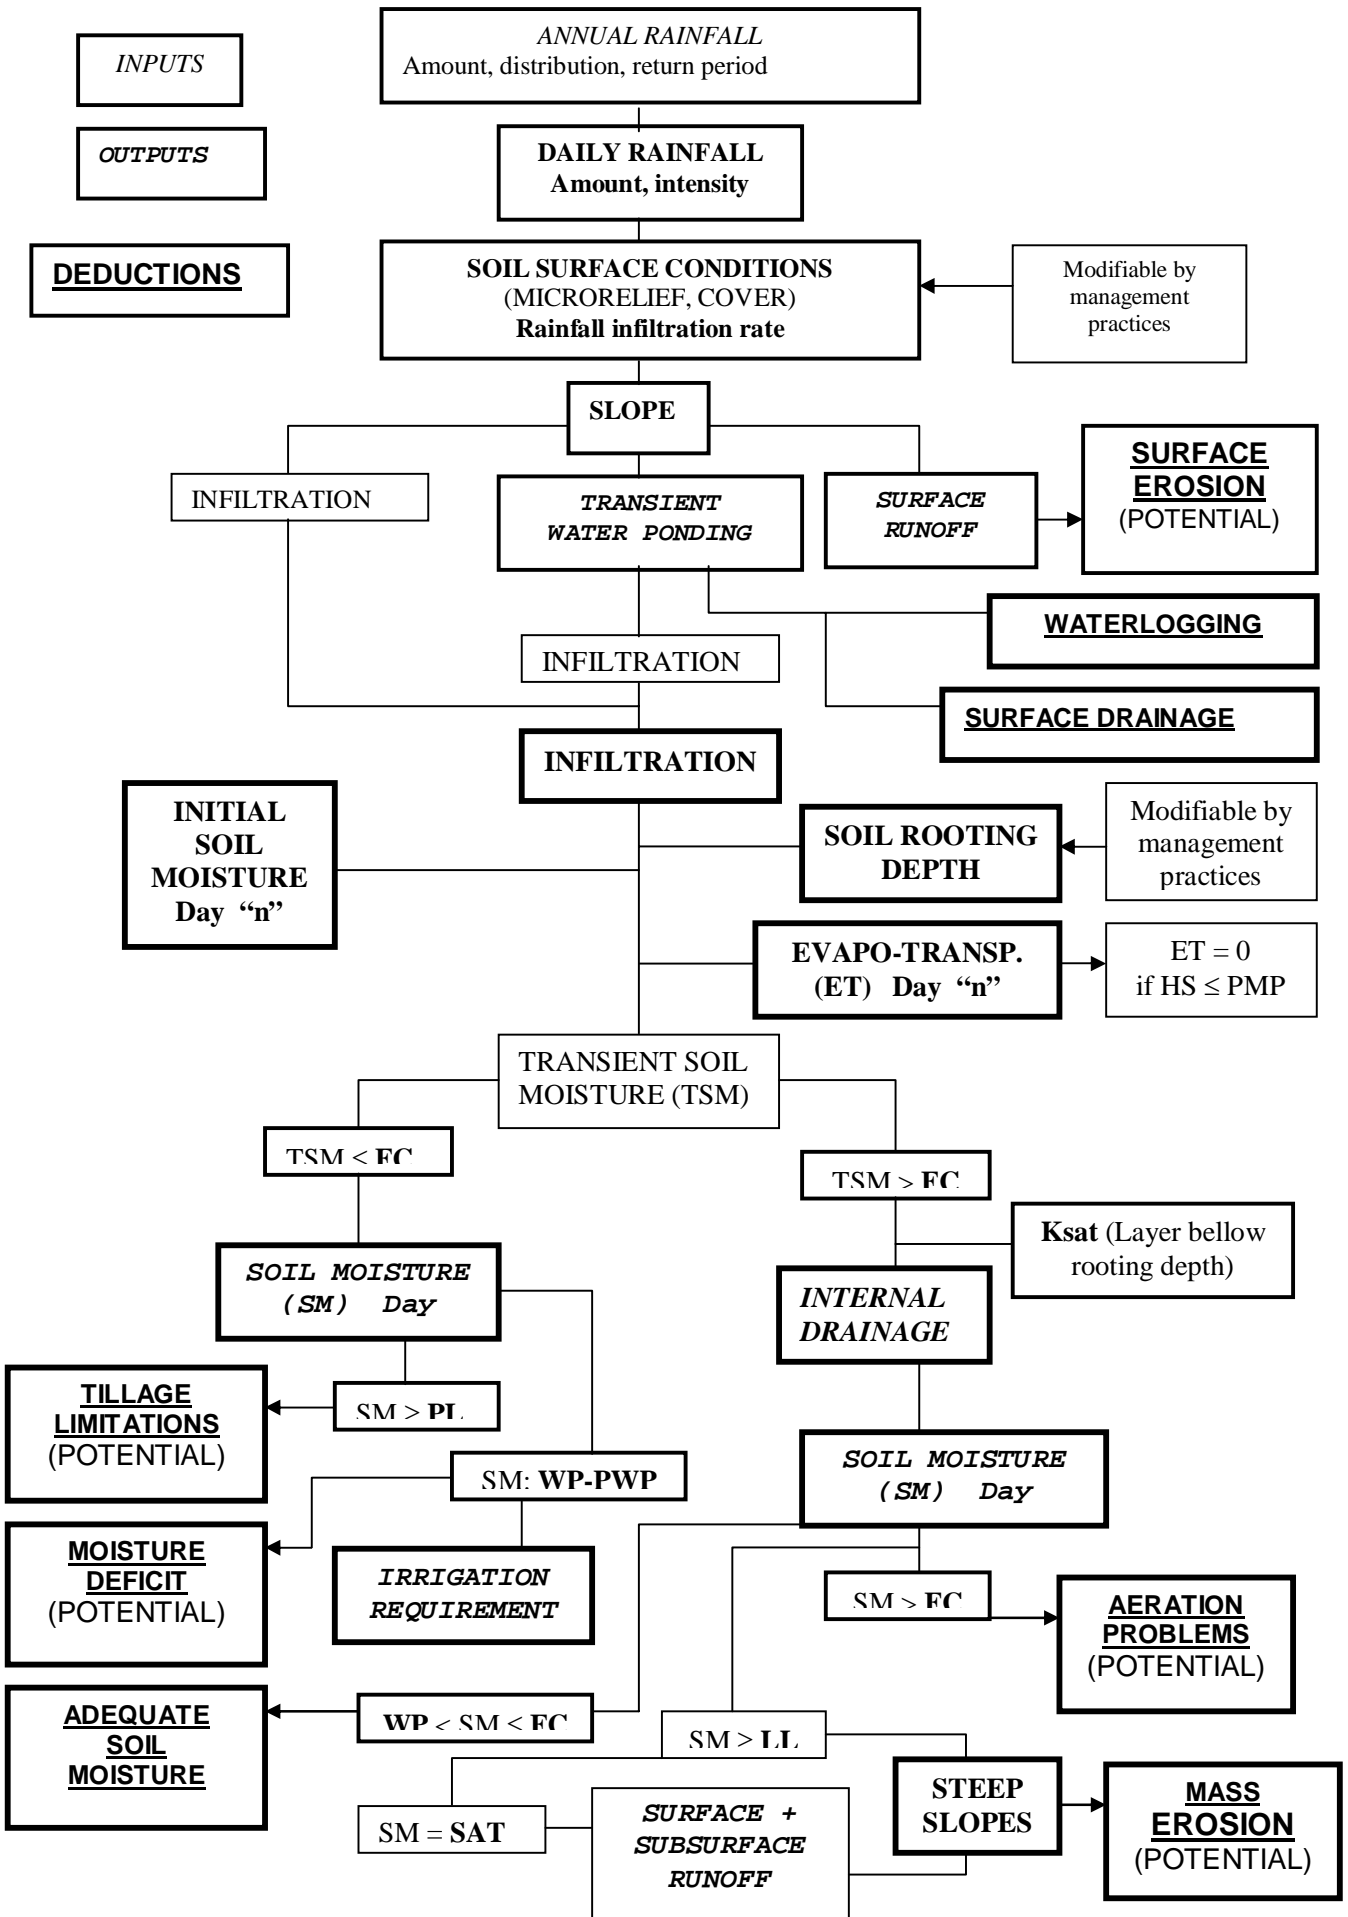 INPUTS
ANNUAL RAINFALL
Amount, distribution, return period
OUTPUTS
DAILY RAINFALL
Amount, intensity
DEDUCTIONS
SOIL SURFACE CONDITIONS
(MICRORELIEF, COVER)
Rainfall infiltration rate
Modifiable by
management
practices
SLOPE
INFILTRATION
TRANSIENT
WATER PONDING
SURFACE
RUNOFF
SURFACE
EROSION
(POTENTIAL)
WATERLOGGING
INFILTRATION
SURFACE DRAINAGE
INFILTRATION
INITIAL
SOIL
MOISTURE
Day “n”
SOIL ROOTING
DEPTH
Modifiable by
management
practices
EVAPO-TRANSP.
(ET) Day “n”
ET = 0
if HS ≤ PMP
TRANSIENT SOIL
MOISTURE (TSM)
TSM < FC
TSM > FC
Ksat (Layer bellow
rooting depth)
SOIL MOISTURE
(SM) Day
INTERNAL
DRAINAGE
TILLAGE
LIMITATIONS
(POTENTIAL)
SM > PL
SM: WP-PWP
SOIL MOISTURE
(SM) Day
MOISTURE
DEFICIT
(POTENTIAL)
IRRIGATION
REQUIREMENT
SM > FC
AERATION
PROBLEMS
(POTENTIAL)
ADEQUATE
SOIL
MOISTURE
WP < SM < FC
SM > LL
STEEP
SLOPES
MASS
EROSION
(POTENTIAL)
SM = SAT
SURFACE +
SUBSURFACE
RUNOFF